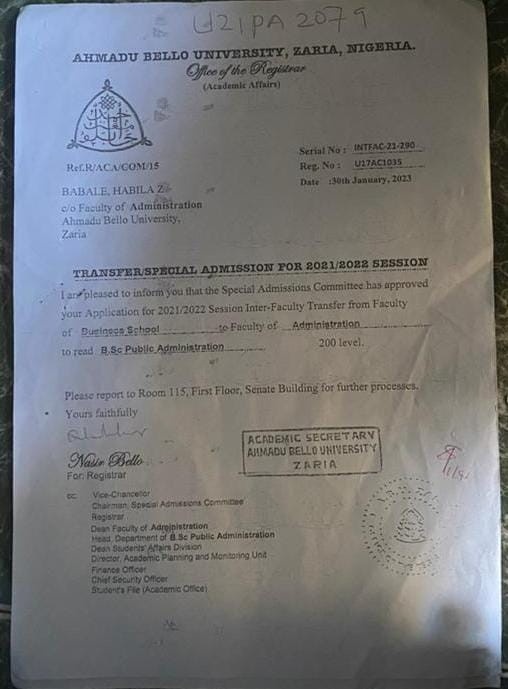 U21PA2079
AHMADU BELLO UNIVERSITY, ZARIA, NIGERIA.
Office of the Registrar
(Academic Affairs)
Ref.R/ACA/COM/15
Serial No : INTFAC-21-290
Reg. No : U17AC1035
Date :30th January, 2023
BABALE, HABILA Z
c/o Faculty of Administration
Ahmadu Bello University,
Zaria
TRANSFER/SPECIAL ADMISSION FOR 2021/2022 SESSION
I am pleased to inform you that the Special Admissions Committee has approved
your Application for 2021/2022 Session Inter-Faculty Transfer from Faculty
of Business School to Faculty of Administration
to read B.Sc Public Administration 200 level.
Please report to Room 115, First Floor, Senate Building for further processes.
Yours faithfully
Nasir Bello
For: Registrar
ACADEMIC SECRETARY
AHMADU BELLO UNIVERSITY
ZARIA
cc: Vice-Chancellor
Chairman, Special Admissions Committee
Registrar
Dean Faculty of Administration
Head, Department of B.Sc Public Administration
Dean Students' Affairs Division
Director, Academic Planning and Monitoring Unit
Finance Officer
Chief Security Officer
Student's File (Academic Office)